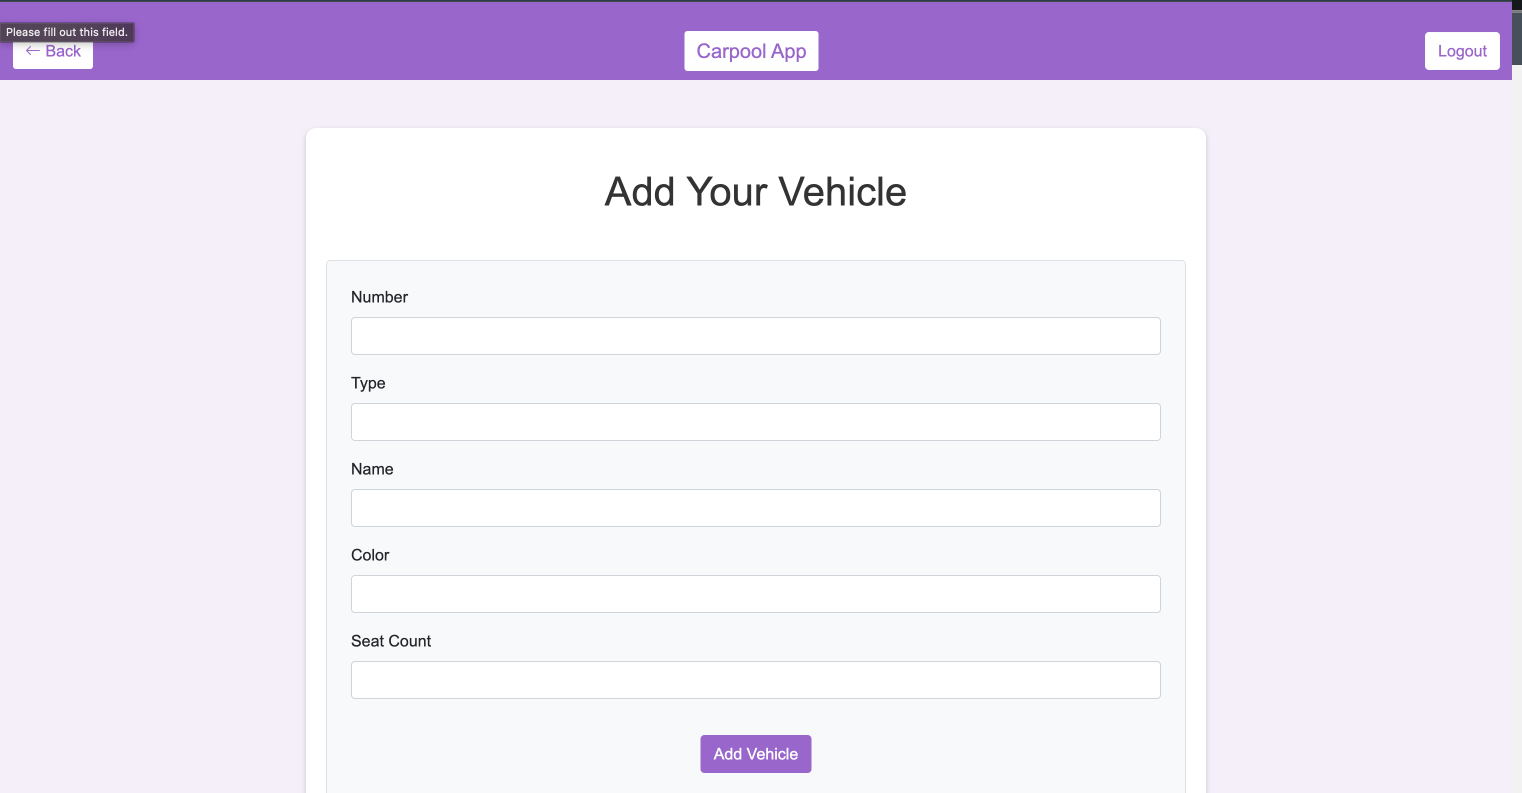 Please fill out this field.
← Back
Carpool App
Logout
Add Your Vehicle
Number
Type
Name
Color
Seat Count
Add Vehicle